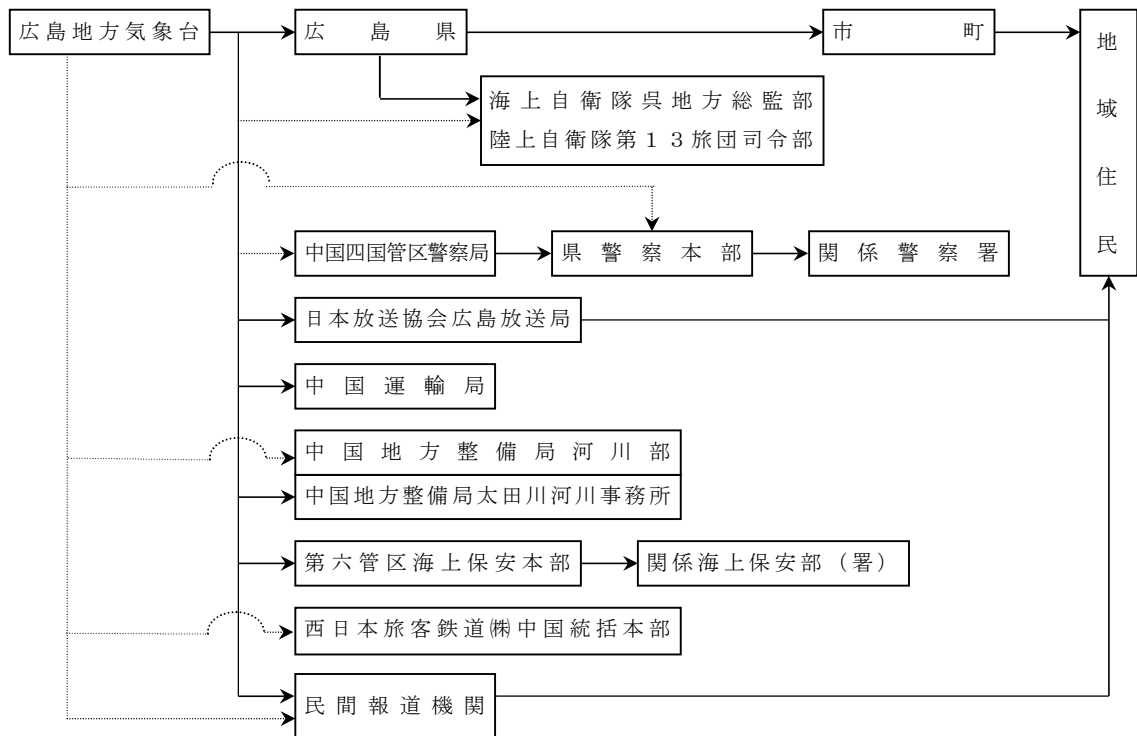 広島地方気象台
広島県
市町
地域住民
海上自衛隊呉地方総監部
陸上自衛隊第13旅団司令部
中国四国管区警察局
県警察本部
関係警察署
日本放送協会広島放送局
中国運輸局
中国地方整備局河川部
中国地方整備局太田川河川事務所
第六管区海上保安本部
関係海上保安部(署)
西日本旅客鉄道㈱中国統括本部
民間報道機関